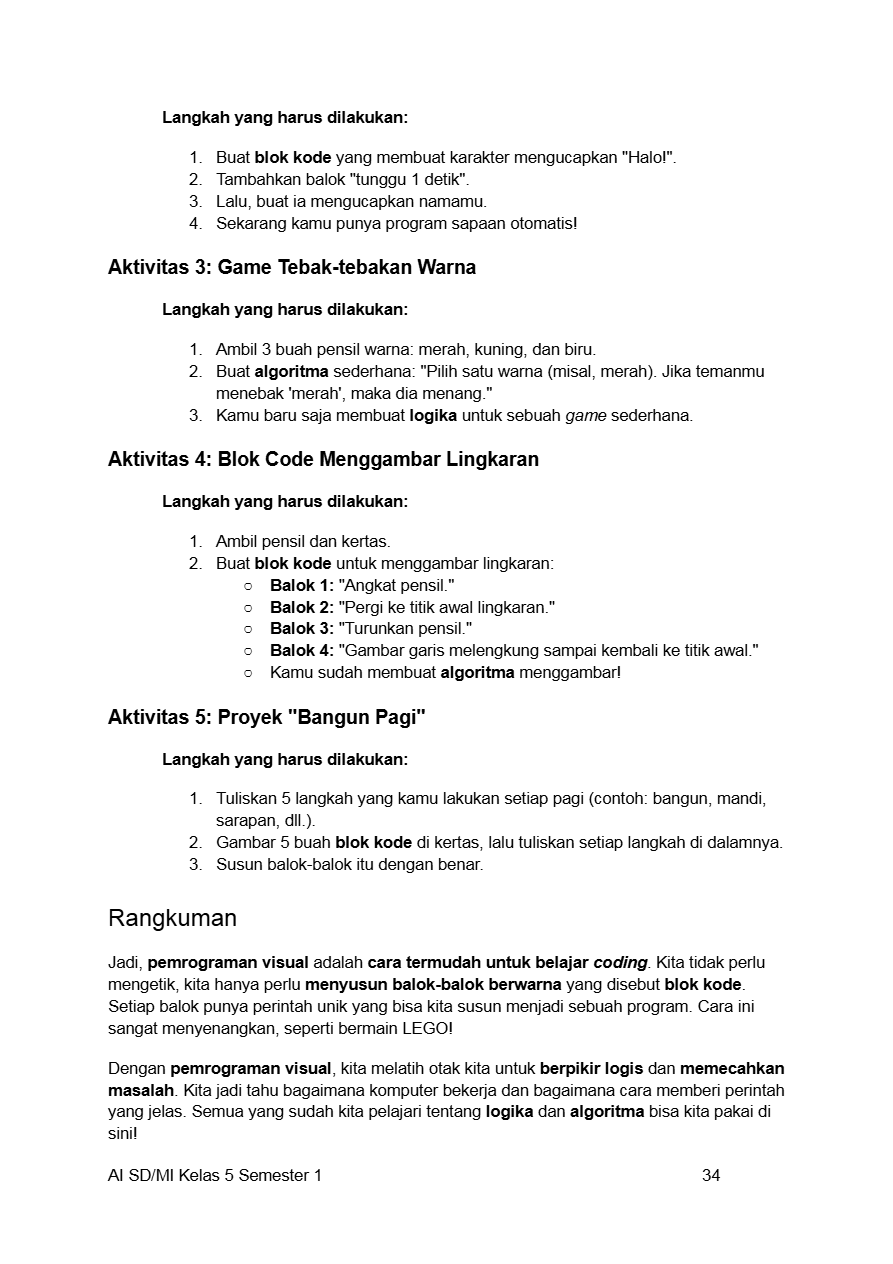 Langkah yang harus dilakukan:
1. Buat blok kode yang membuat karakter mengucapkan "Halo!".
2. Tambahkan balok "tunggu 1 detik".
3. Lalu, buat ia mengucapkan namamu.
4. Sekarang kamu punya program sapaan otomatis!
Aktivitas 3: Game Tebak-tebakan Warna
Langkah yang harus dilakukan:
1. Ambil 3 buah pensil warna: merah, kuning, dan biru.
2. Buat algoritma sederhana: "Pilih satu warna (misal, merah). Jika temanmu
menebak 'merah', maka dia menang."
3. Kamu baru saja membuat logika untuk sebuah game sederhana.
Aktivitas 4: Blok Code Menggambar Lingkaran
Langkah yang harus dilakukan:
1. Ambil pensil dan kertas.
2. Buat blok kode untuk menggambar lingkaran:
○ Balok 1: "Angkat pensil."
○ Balok 2: "Pergi ke titik awal lingkaran."
○ Balok 3: "Turunkan pensil."
○ Balok 4: "Gambar garis melengkung sampai kembali ke titik awal."
○ Kamu sudah membuat algoritma menggambar!
Aktivitas 5: Proyek "Bangun Pagi"
Langkah yang harus dilakukan:
1. Tuliskan 5 langkah yang kamu lakukan setiap pagi (contoh: bangun, mandi,
sarapan, dll.).
2. Gambar 5 buah blok kode di kertas, lalu tuliskan setiap langkah di dalamnya.
3. Susun balok-balok itu dengan benar.
Rangkuman
Jadi, pemrograman visual adalah cara termudah untuk belajar coding. Kita tidak perlu
mengetik, kita hanya perlu menyusun balok-balok berwarna yang disebut blok kode.
Setiap balok punya perintah unik yang bisa kita susun menjadi sebuah program. Cara ini
sangat menyenangkan, seperti bermain LEGO!
Dengan pemrograman visual, kita melatih otak kita untuk berpikir logis dan memecahkan
masalah. Kita jadi tahu bagaimana komputer bekerja dan bagaimana cara memberi perintah
yang jelas. Semua yang sudah kita pelajari tentang logika dan algoritma bisa kita pakai di
sini!
AI SD/MI Kelas 5 Semester 1 34